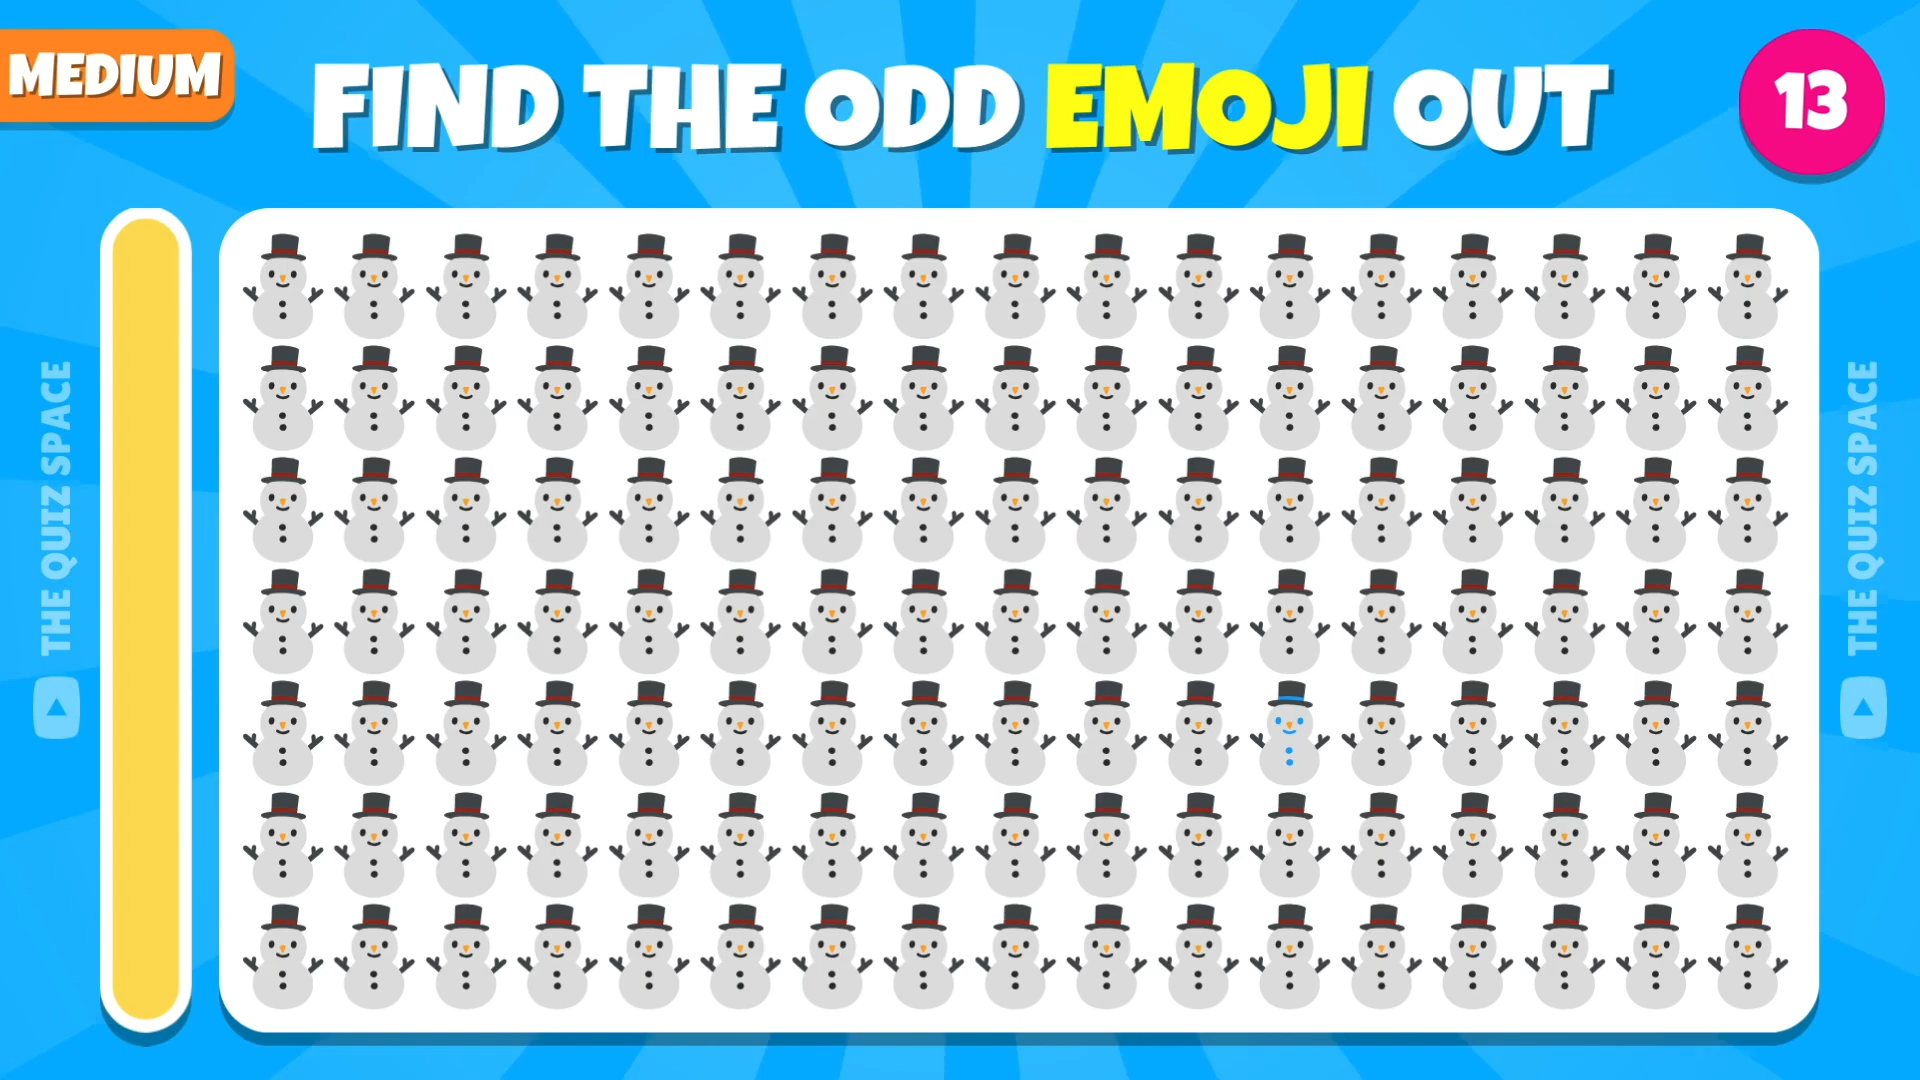 MEDIUM
FIND THE ODD EMOJI OUT
13
THE QUIZ SPACE
THE QUIZ SPACE